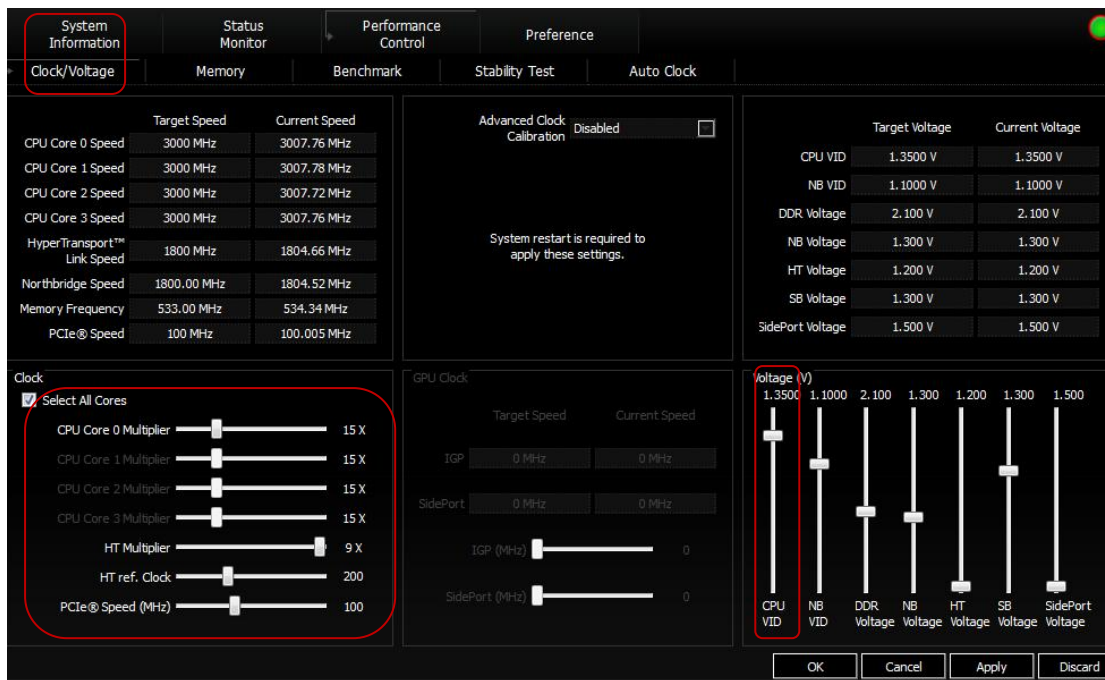 System Information
Status Monitor
Performance Control
Preference
Clock/Voltage
Memory
Benchmark
Stability Test
Auto Clock
Target Speed Current Speed
CPU Core 0 Speed 3000 MHz 3007.76 MHz
CPU Core 1 Speed 3000 MHz 3007.78 MHz
CPU Core 2 Speed 3000 MHz 3007.72 MHz
CPU Core 3 Speed 3000 MHz 3007.76 MHz
HyperTransport™ Link Speed 1800 MHz 1804.66 MHz
Northbridge Speed 1800.00 MHz 1804.52 MHz
Memory Frequency 533.00 MHz 534.34 MHz
PCIe® Speed 100 MHz 100.005 MHz
Advanced Clock Calibration Disabled
System restart is required to
apply these settings.
Target Voltage Current Voltage
CPU VID 1.3500 V 1.3500 V
NB VID 1.1000 V 1.1000 V
DDR Voltage 2.100 V 2.100 V
NB Voltage 1.300 V 1.300 V
HT Voltage 1.200 V 1.200 V
SB Voltage 1.300 V 1.300 V
SidePort Voltage 1.500 V 1.500 V
Clock
Select All Cores
CPU Core 0 Multiplier 15 X
CPU Core 1 Multiplier 15 X
CPU Core 2 Multiplier 15 X
CPU Core 3 Multiplier 15 X
HT Multiplier 9 X
HT ref. Clock 200
PCIe® Speed (MHz) 100
GPU Clock
Target Speed Current Speed
IGP 0 MHz 0 MHz
SidePort 0 MHz 0 MHz
IGP (MHz) 0
SidePort (MHz) 0
Voltage (V)
1.3500 1.1000 2.100 1.300 1.200 1.300 1.500
CPU NB DDR NB HT SB SidePort
VID VID Voltage Voltage Voltage Voltage Voltage
OK Cancel Apply Discard